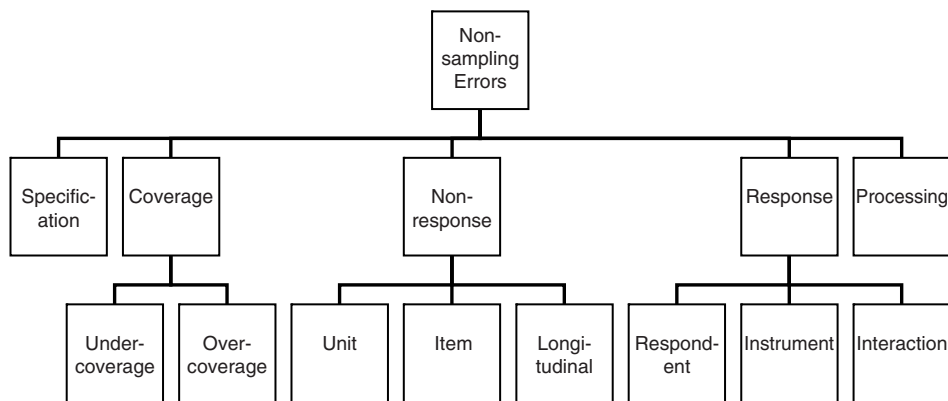 Non-
sampling
Errors
Specific-
ation
Coverage
Non-
response
Response
Processing
Under-
coverage
Over-
coverage
Unit
Item
Longi-
tudinal
Respond-
ent
Instrument
Interaction